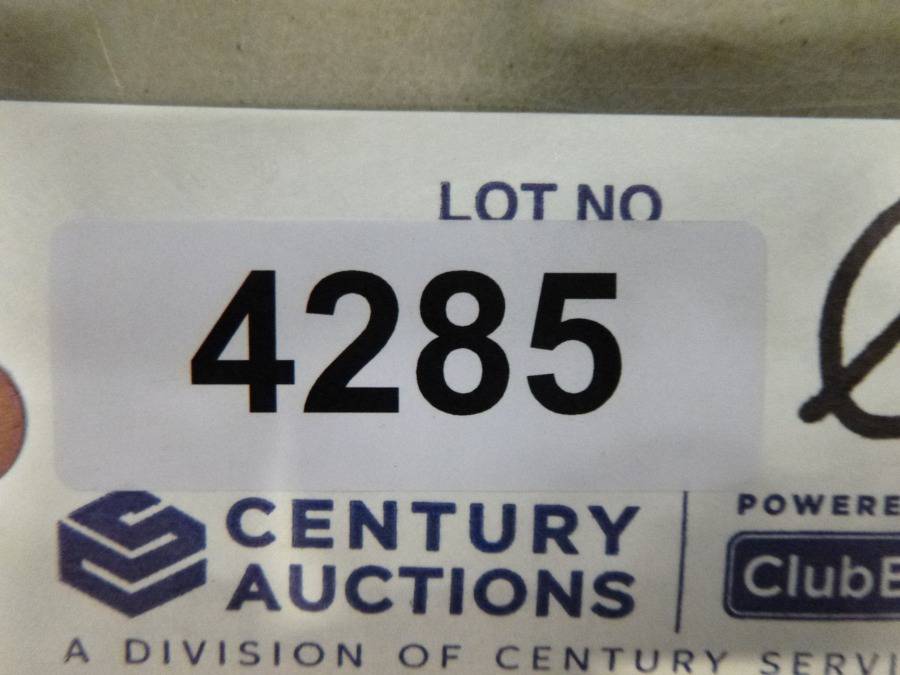 LOT NO
4285
CENTURY
AUCTIONS
A DIVISION OF CENTURY